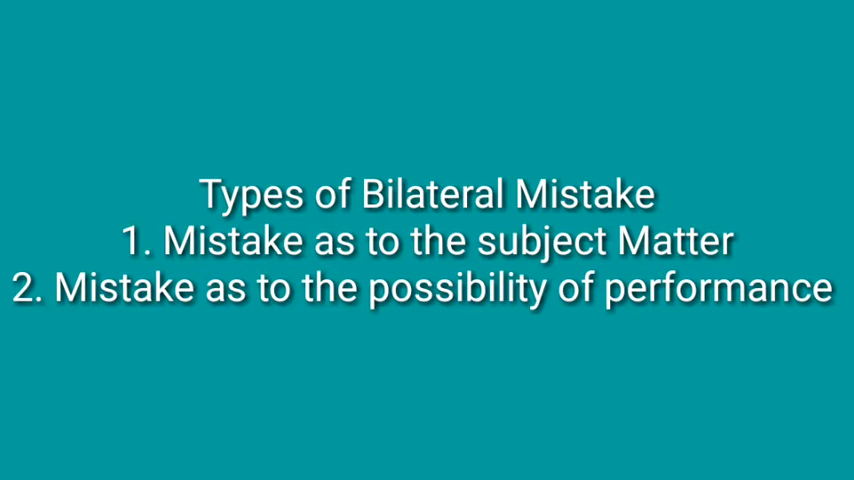 Types of Bilateral Mistake
1. Mistake as to the subject Matter
2. Mistake as to the possibility of performance